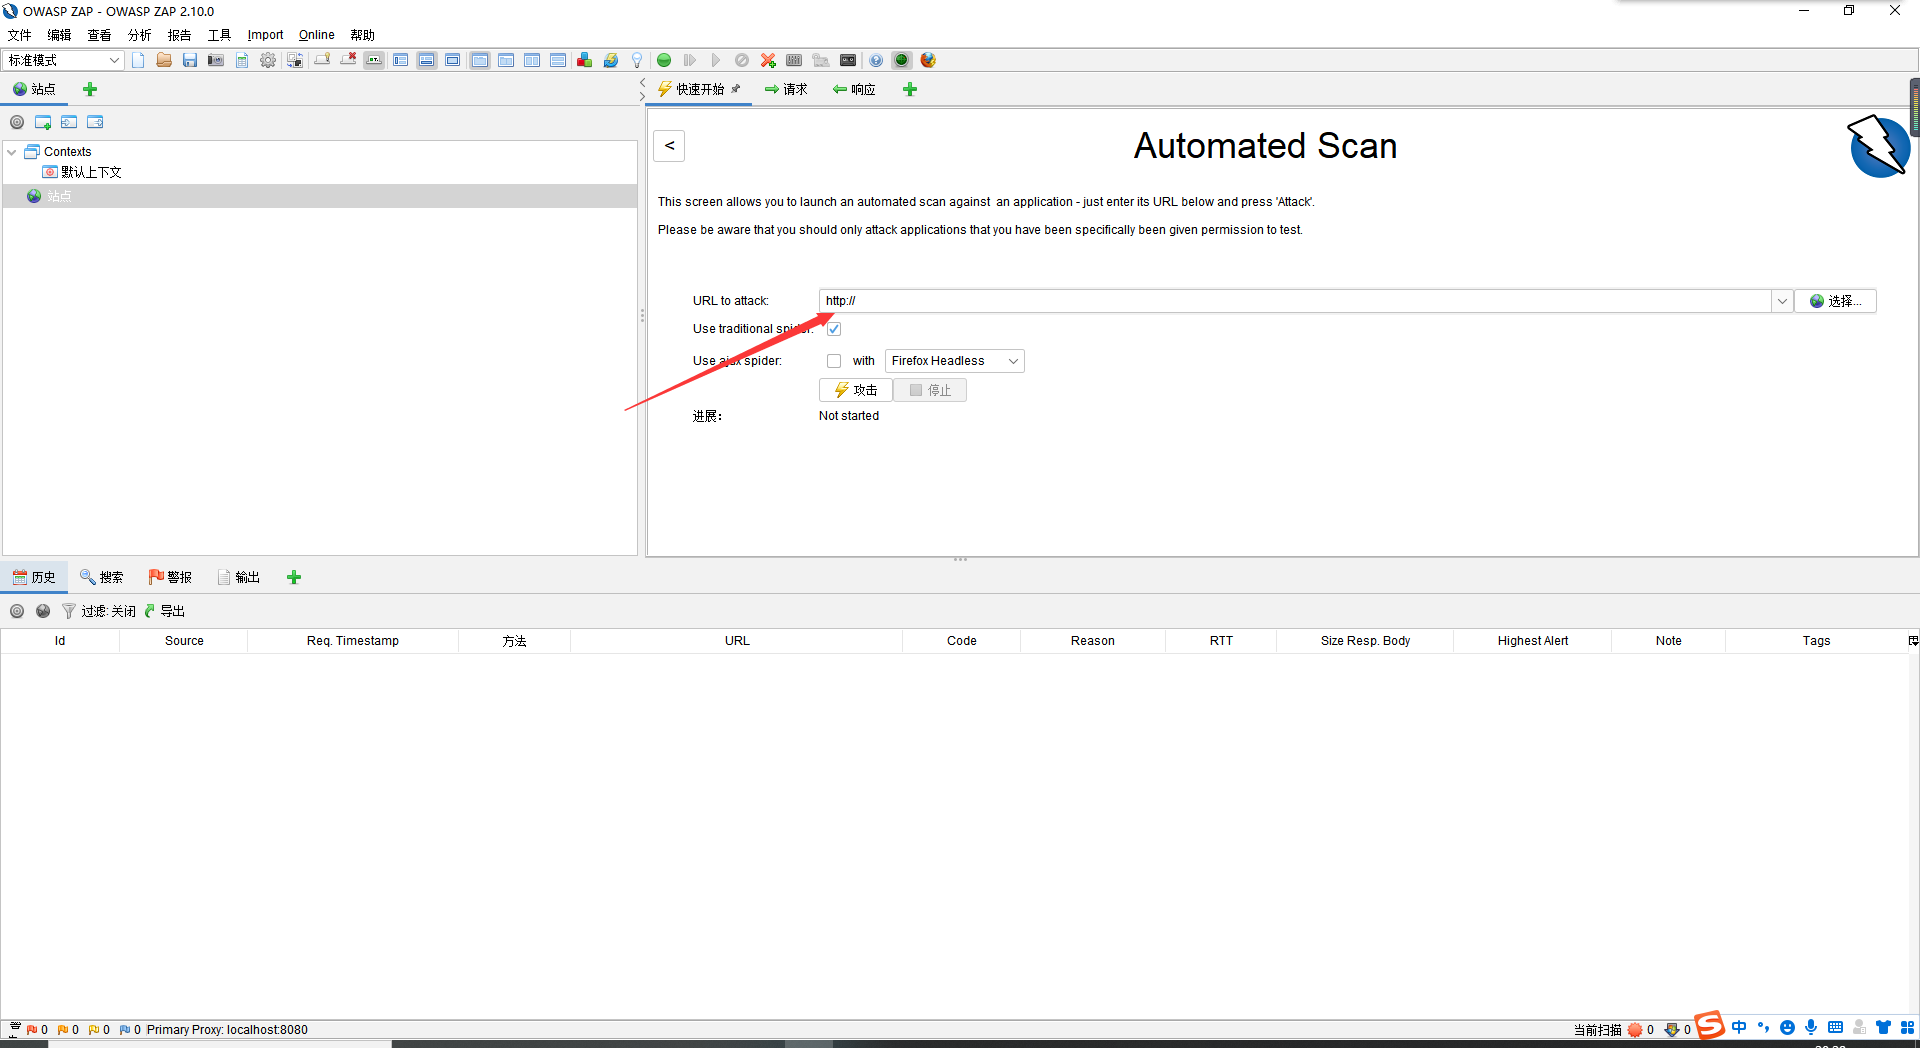 OWASP ZAP - OWASP ZAP 2.10.0
文件 编辑 查看 分析 报告 工具 Import Online 帮助
标准模式
站点
快速开始 请求 响应
<
Automated Scan
Contexts
默认上下文
站点
This screen allows you to launch an automated scan against an application - just enter its URL below and press 'Attack'.
Please be aware that you should only attack applications that you have been specifically been given permission to test.
URL to attack: http:// 选择...
Use traditional spider:
Use ajax spider: with Firefox Headless
攻击 停止
进展: Not started
历史 搜索 警报 输出
过滤: 关闭 导出
Id Source Req. Timestamp 方法 URL Code Reason RTT Size Resp. Body Highest Alert Note Tags
0 0 0 0 Primary Proxy: localhost:8080
当前扫描 0 0 中